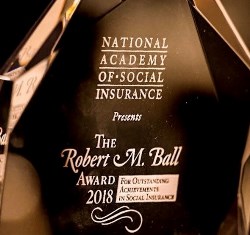 NATIONAL
ACADEMY
OF·SOCIAL
INSURANCE
Presents
THE
Robert M. Ball
AWARD
2018
FOR OUTSTANDING
ACHIEVEMENTS
IN SOCIAL INSURANCE